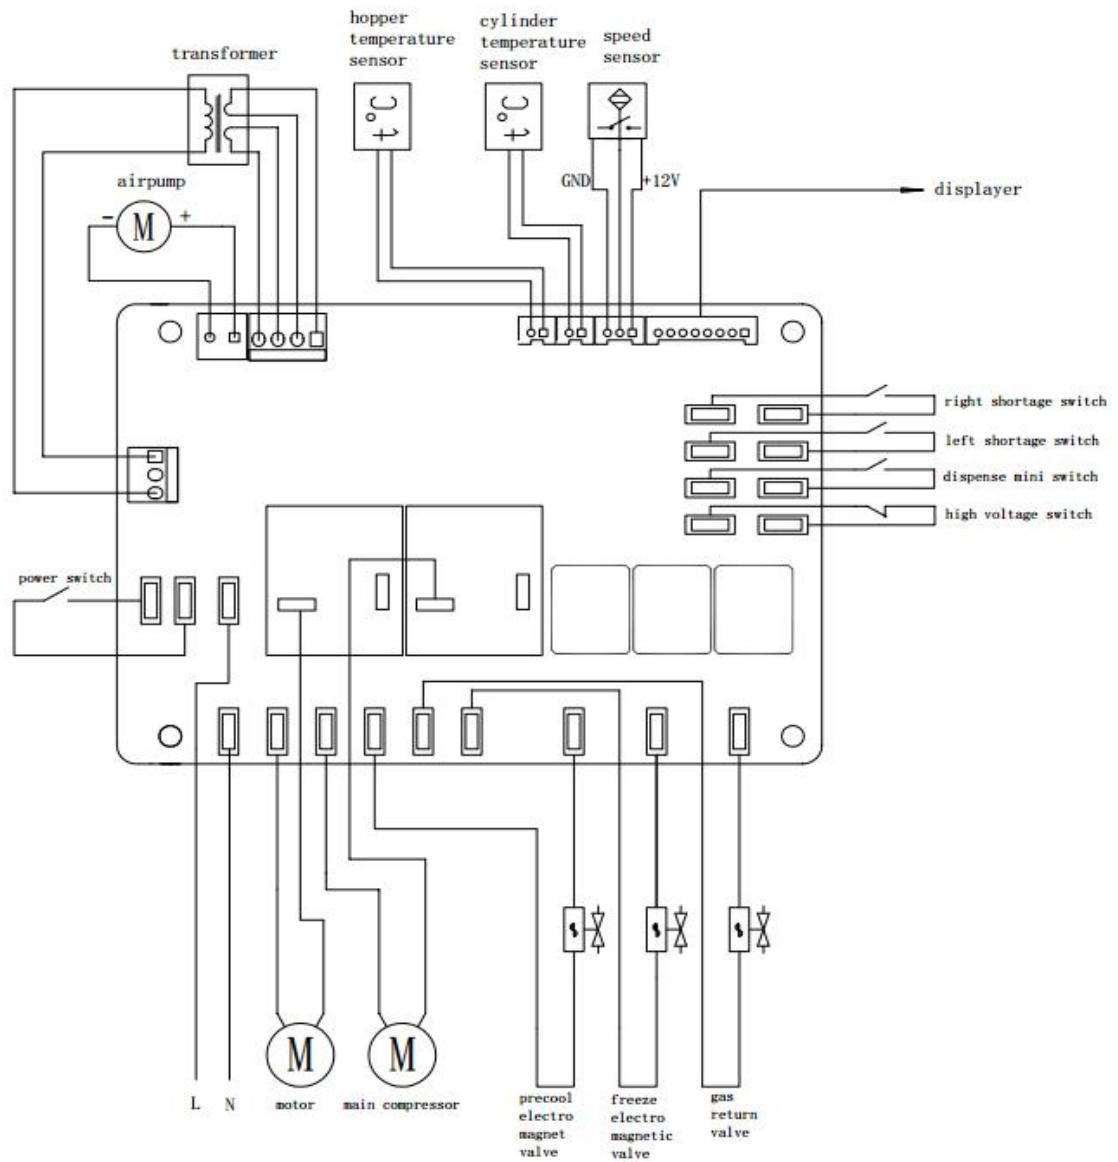 hopper
temperature
sensor
cylinder
temperature
sensor
speed
sensor
transformer
t°C
t°C
airpump
GND
+12V
displayer
- M +
right shortage switch
left shortage switch
dispense mini switch
high voltage switch
power switch
M
M
L
N
motor
main compressor
precool
electro
magnet
valve
freeze
electro
magnetic
valve
gas
return
valve